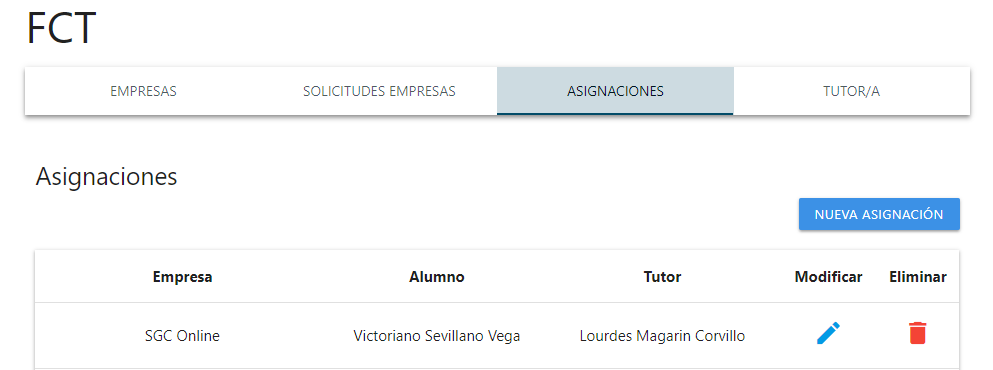 FCT
EMPRESAS SOLICITUDES EMPRESAS ASIGNACIONES TUTOR/A
Asignaciones
NUEVA ASIGNACIÓN
Empresa Alumno Tutor Modificar Eliminar
SGC Online Victoriano Sevillano Vega Lourdes Magarin Corvillo